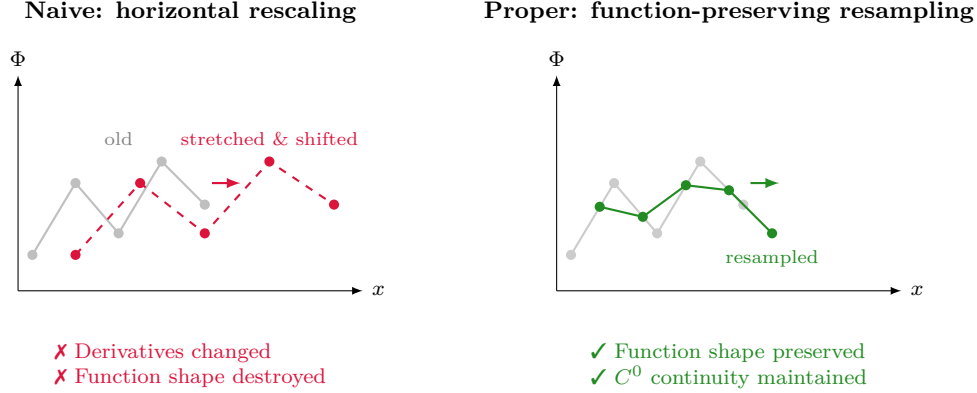 Naive: horizontal rescaling
Φ
old
stretched & shifted
x
✗ Derivatives changed
✗ Function shape destroyed
Proper: function-preserving resampling
Φ
resampled
x
✓ Function shape preserved
✓ C⁰ continuity maintained